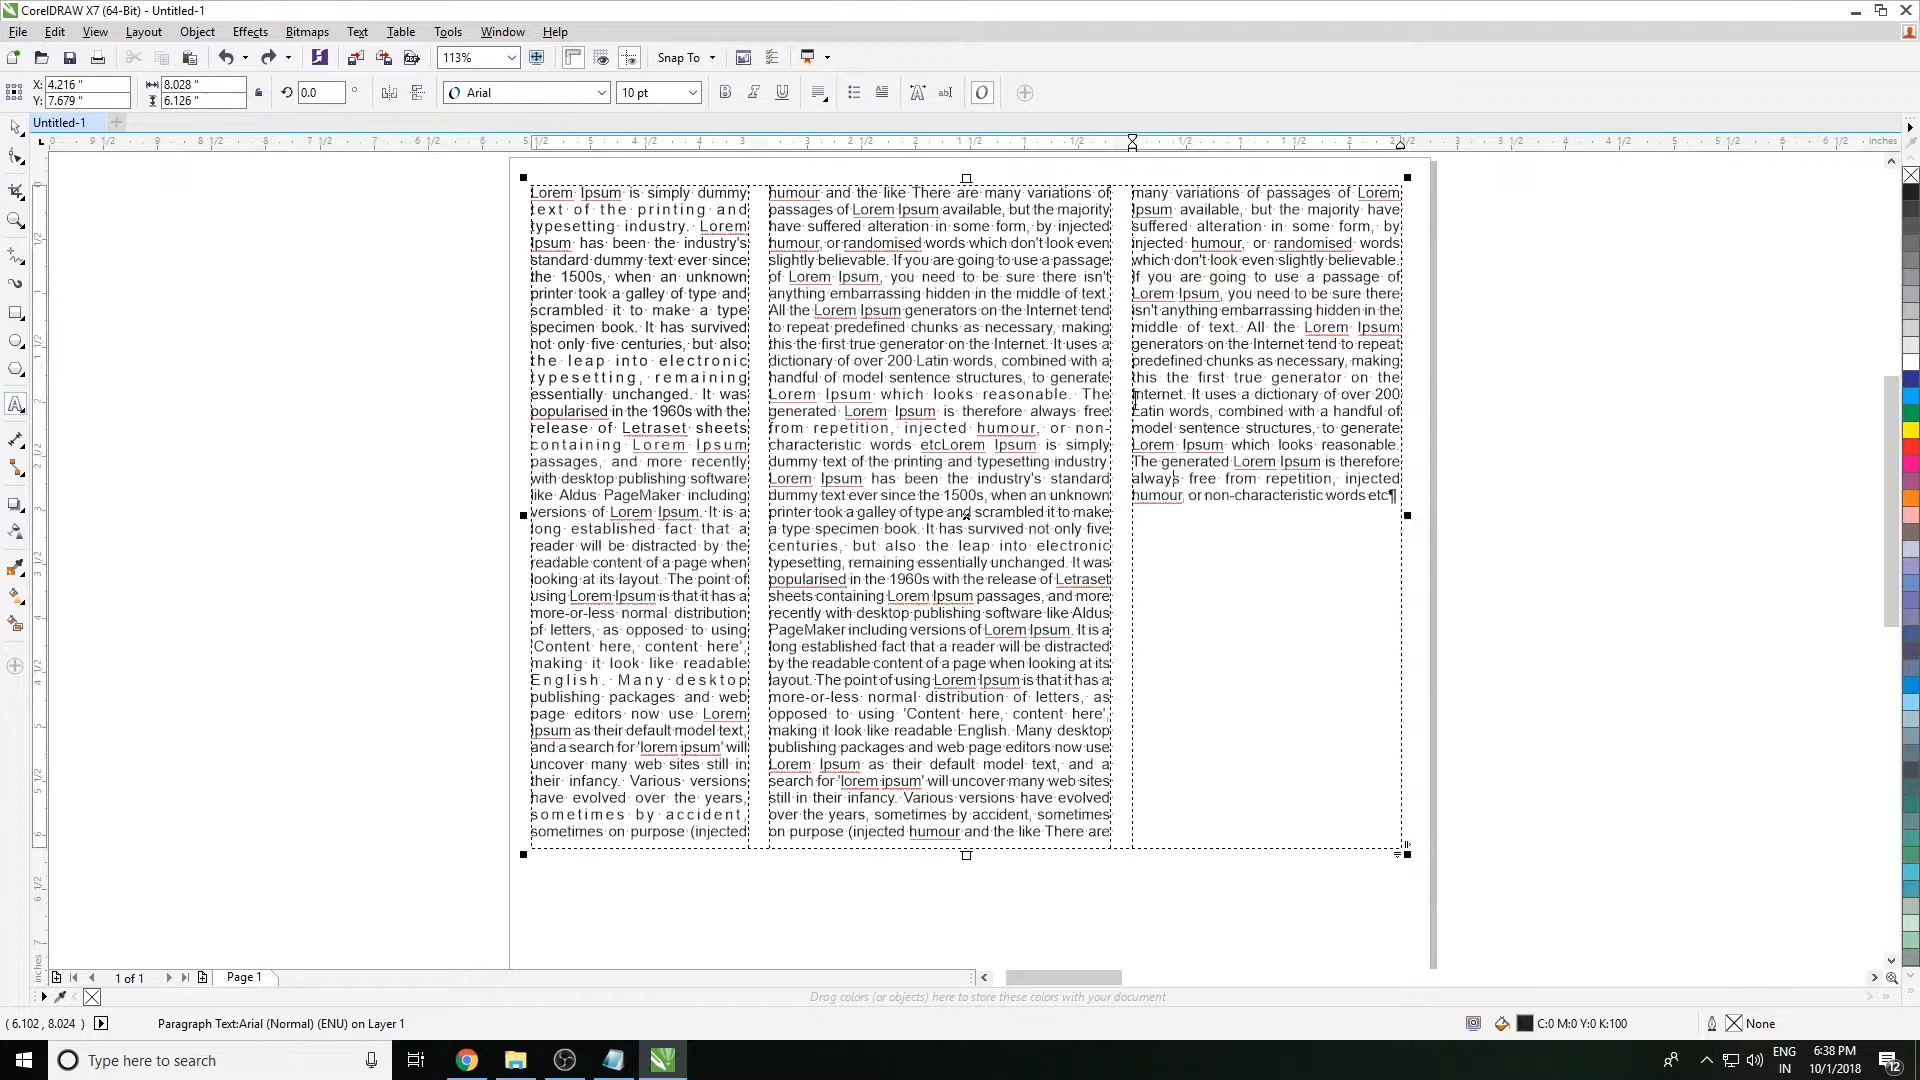 CorelDRAW X7 (64-Bit) - Untitled-1
File Edit View Layout Object Effects Bitmaps Text Table Tools Window Help
113% Snap To
X: 4.216 " 8.028 " 0.0 ° Arial 10 pt
Y: 7.679 " 6.126 "
Untitled-1
inches
Lorem Ipsum is simply dummy
text of the printing and
typesetting industry. Lorem
Ipsum has been the industry's
standard dummy text ever since
the 1500s, when an unknown
printer took a galley of type and
scrambled it to make a type
specimen book. It has survived
not only five centuries, but also
the leap into electronic
typesetting, remaining
essentially unchanged. It was
popularised in the 1960s with the
release of Letraset sheets
containing Lorem Ipsum
passages, and more recently
with desktop publishing software
like Aldus PageMaker including
versions of Lorem Ipsum. It is a
long established fact that a
reader will be distracted by the
readable content of a page when
looking at its layout. The point of
using Lorem Ipsum is that it has a
more-or-less normal distribution
of letters, as opposed to using
'Content here, content here',
making it look like readable
English. Many desktop
publishing packages and web
page editors now use Lorem
Ipsum as their default model text,
and a search for 'lorem ipsum' will
uncover many web sites still in
their infancy. Various versions
have evolved over the years,
sometimes by accident,
sometimes on purpose (injected
humour and the like There are many variations of
passages of Lorem Ipsum available, but the majority
have suffered alteration in some form, by injected
humour, or randomised words which don't look even
slightly believable. If you are going to use a passage
of Lorem Ipsum, you need to be sure there isn't
anything embarrassing hidden in the middle of text.
All the Lorem Ipsum generators on the Internet tend
to repeat predefined chunks as necessary, making
this the first true generator on the Internet. It uses a
dictionary of over 200 Latin words, combined with a
handful of model sentence structures, to generate
Lorem Ipsum which looks reasonable. The
generated Lorem Ipsum is therefore always free
from repetition, injected humour, or non-
characteristic words etcLorem Ipsum is simply
dummy text of the printing and typesetting industry.
Lorem Ipsum has been the industry's standard
dummy text ever since the 1500s, when an unknown
printer took a galley of type and scrambled it to make
a type specimen book. It has survived not only five
centuries, but also the leap into electronic
typesetting, remaining essentially unchanged. It was
popularised in the 1960s with the release of Letraset
sheets containing Lorem Ipsum passages, and more
recently with desktop publishing software like Aldus
PageMaker including versions of Lorem Ipsum. It is a
long established fact that a reader will be distracted
by the readable content of a page when looking at its
layout. The point of using Lorem Ipsum is that it has a
more-or-less normal distribution of letters, as
opposed to using 'Content here, content here',
making it look like readable English. Many desktop
publishing packages and web page editors now use
Lorem Ipsum as their default model text, and a
search for 'lorem ipsum' will uncover many web sites
still in their infancy. Various versions have evolved
over the years, sometimes by accident, sometimes
on purpose (injected humour and the like There are
many variations of passages of Lorem
Ipsum available, but the majority have
suffered alteration in some form, by
injected humour, or randomised words
which don't look even slightly believable.
If you are going to use a passage of
Lorem Ipsum, you need to be sure there
isn't anything embarrassing hidden in the
middle of text. All the Lorem Ipsum
generators on the Internet tend to repeat
predefined chunks as necessary, making
this the first true generator on the
Internet. It uses a dictionary of over 200
Latin words, combined with a handful of
model sentence structures, to generate
Lorem Ipsum which looks reasonable.
The generated Lorem Ipsum is therefore
always free from repetition, injected
humour, or non-characteristic words etc¶
1 of 1 Page 1
Drag colors (or objects) here to store these colors with your document
( 6.102 , 8.024 ) Paragraph Text:Arial (Normal) (ENU) on Layer 1 C:0 M:0 Y:0 K:100 None
Type here to search
ENG 6:38 PM
IN 10/1/2018 12